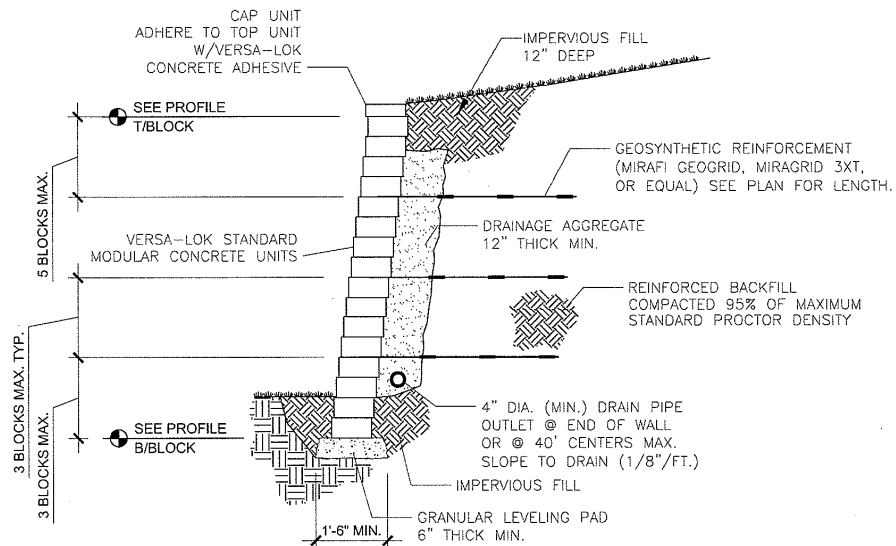 CAP UNIT
ADHERE TO TOP UNIT
W/VERSA-LOK
CONCRETE ADHESIVE
IMPERVIOUS FILL
12" DEEP
SEE PROFILE
T/BLOCK
GEOSYNTHETIC REINFORCEMENT
(MIRAFI GEOGRID, MIRAGRID 3XT,
OR EQUAL) SEE PLAN FOR LENGTH.
5 BLOCKS MAX.
DRAINAGE AGGREGATE
12" THICK MIN.
VERSA-LOK STANDARD
MODULAR CONCRETE UNITS
REINFORCED BACKFILL
COMPACTED 95% OF MAXIMUM
STANDARD PROCTOR DENSITY
3 BLOCKS MAX. TYP.
3 BLOCKS MAX.
4" DIA. (MIN.) DRAIN PIPE
OUTLET @ END OF WALL
OR @ 40' CENTERS MAX.
SLOPE TO DRAIN (1/8"/FT.)
SEE PROFILE
B/BLOCK
IMPERVIOUS FILL
GRANULAR LEVELING PAD
6" THICK MIN.
1'-6" MIN.